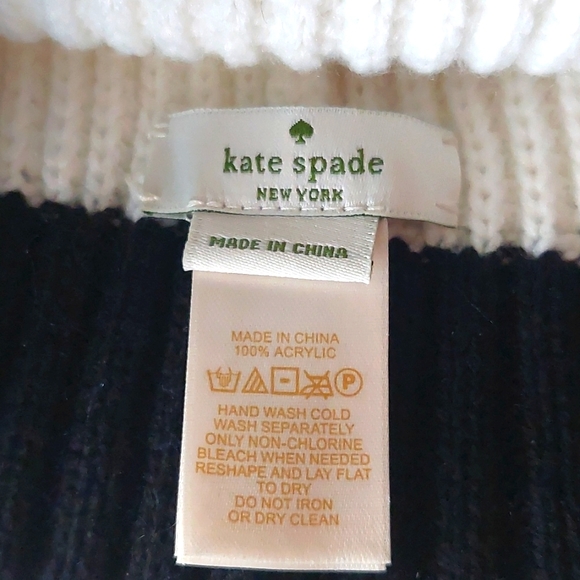 kate spade
NEW YORK
MADE IN CHINA
MADE IN CHINA
100% ACRYLIC
P
HAND WASH COLD
WASH SEPARATELY
ONLY NON-CHLORINE
BLEACH WHEN NEEDED
RESHAPE AND LAY FLAT
TO DRY
DO NOT IRON
OR DRY CLEAN